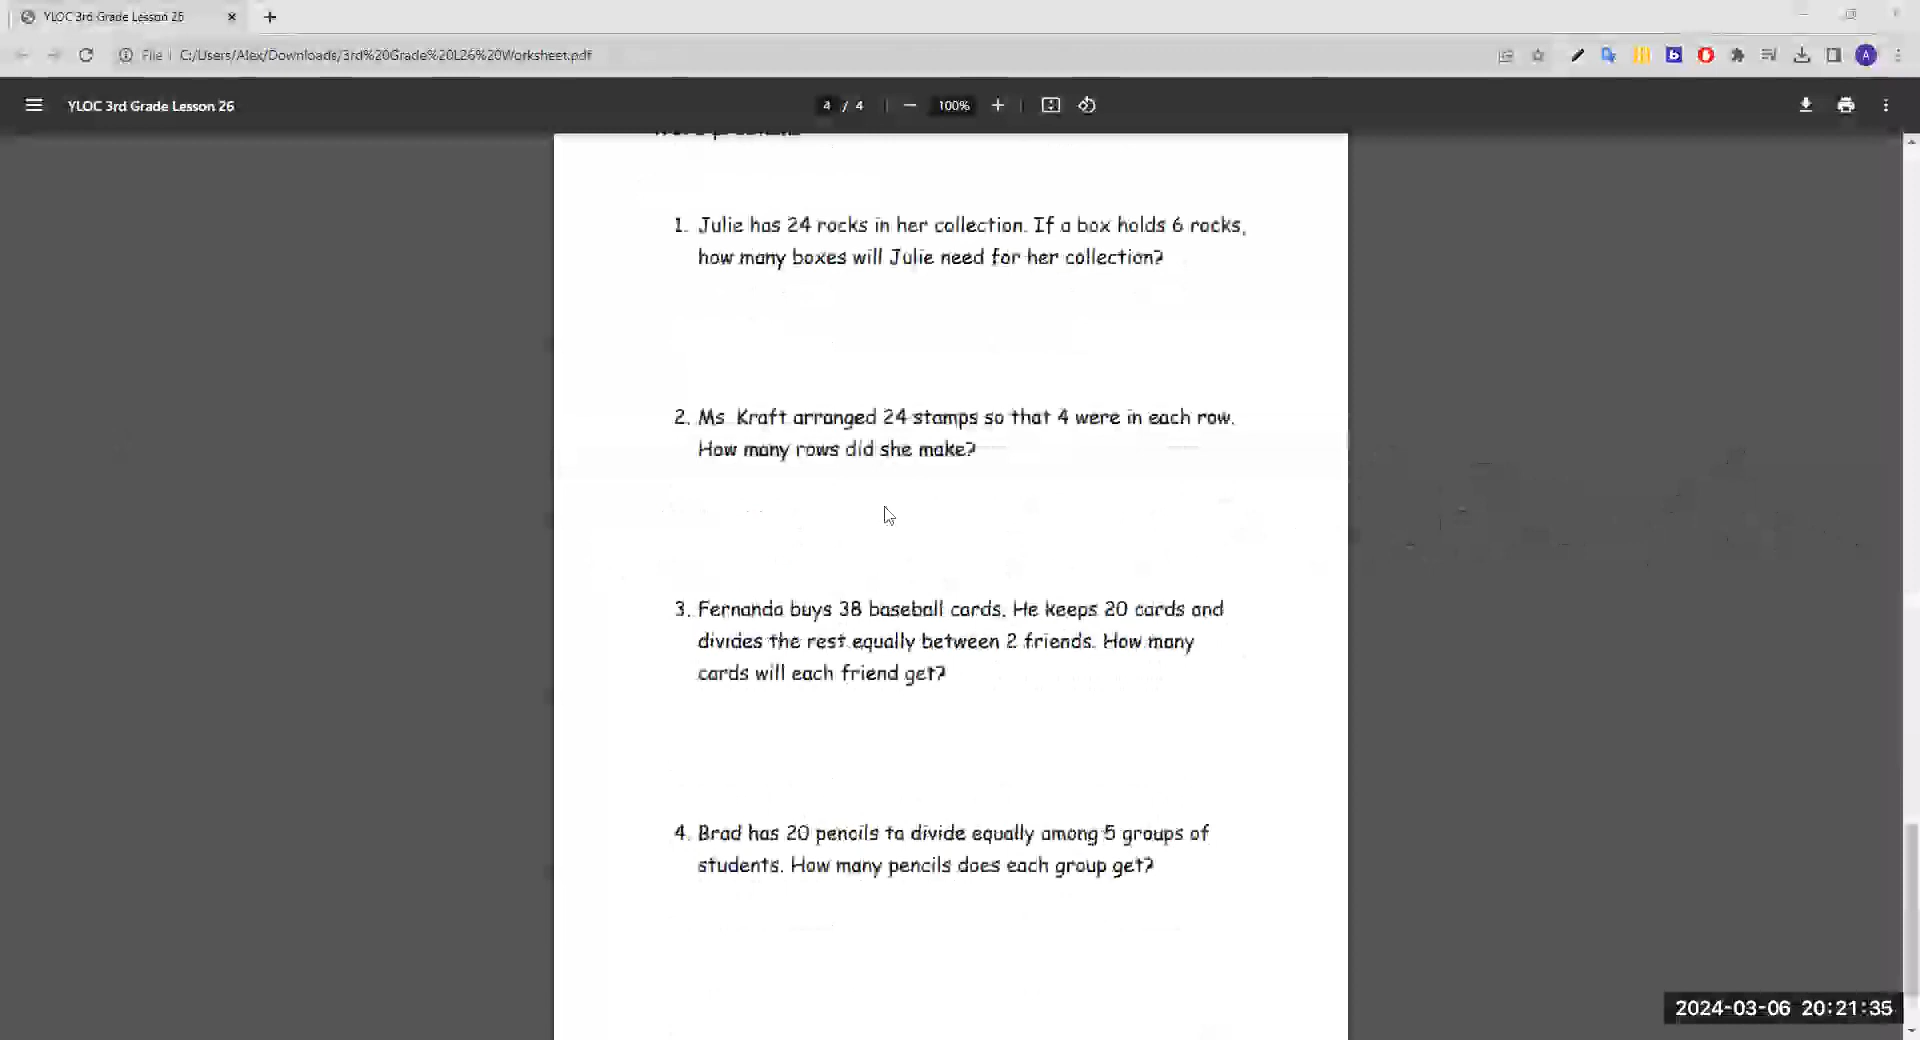 YLOC 3rd Grade Lesson 26
File | C:/Users/Alex/Downloads/3rd%20Grade%20L26%20Worksheet.pdf
A
YLOC 3rd Grade Lesson 26
4 / 4
100%
1. Julie has 24 rocks in her collection. If a box holds 6 rocks,
how many boxes will Julie need for her collection?
2. Ms. Kraft arranged 24 stamps so that 4 were in each row.
How many rows did she make?
3. Fernando buys 38 baseball cards. He keeps 20 cards and
divides the rest equally between 2 friends. How many
cards will each friend get?
4. Brad has 20 pencils to divide equally among 5 groups of
students. How many pencils does each group get?
2024-03-06 20:21:35